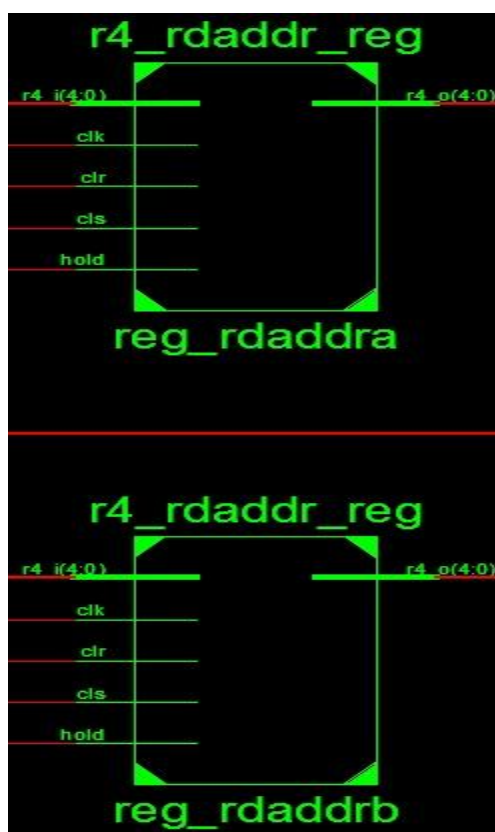 r4_rdaddr_reg
r4_i(4:0) r4_o(4:0)
clk
clr
cls
hold
reg_rdaddra
r4_rdaddr_reg
r4_i(4:0) r4_o(4:0)
clk
clr
cls
hold
reg_rdaddrb